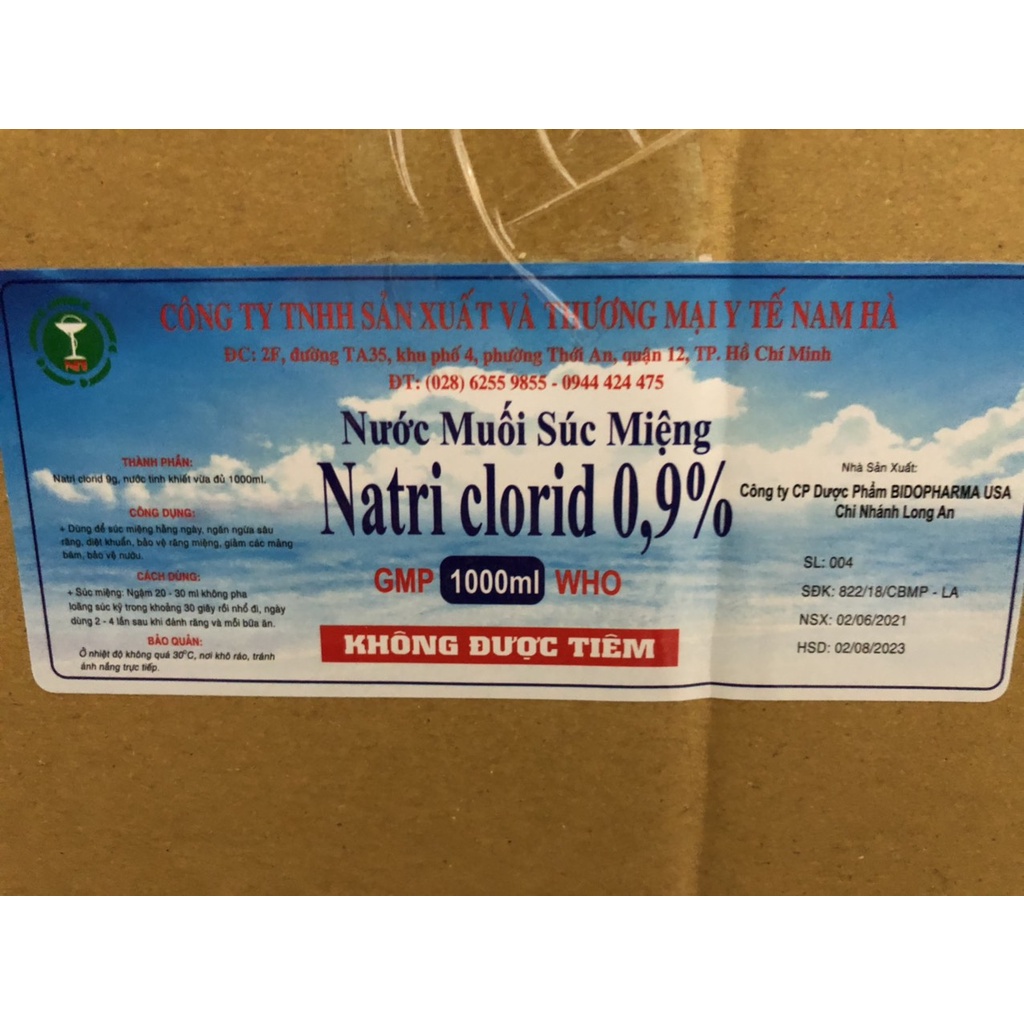 CÔNG TY TNHH SẢN XUẤT VÀ THƯƠNG MẠI Y TẾ NAM HÀ
ĐC: 2F, đường TA35, khu phố 4, phường Thới An, quận 12, TP. Hồ Chí Minh
ĐT: (028) 6255 9855 - 0944 424 475
Nước Muối Súc Miệng
Natri clorid 0,9%
GMP 1000ml WHO
KHÔNG ĐƯỢC TIÊM
THÀNH PHẦN:
Natri clorid 9g, nước tinh khiết vừa đủ 1000ml.
CÔNG DỤNG:
+ Dùng để súc miệng hằng ngày, ngăn ngừa sâu
răng, diệt khuẩn, bảo vệ răng miệng, giảm các mảng
bám, bảo vệ nướu.
CÁCH DÙNG:
+ Súc miệng: Ngậm 20 - 30 ml không pha
loãng súc kỹ trong khoảng 30 giây rồi nhổ đi, ngày
dùng 2 - 4 lần sau khi đánh răng và mỗi bữa ăn.
BẢO QUẢN:
Ở nhiệt độ không quá 30°C, nơi khô ráo, tránh
ánh nắng trực tiếp.
Nhà Sản Xuất:
Công ty CP Dược Phẩm BIDOPHARMA USA
Chi Nhánh Long An
SL: 004
SĐK: 822/18/CBMP - LA
NSX: 02/06/2021
HSD: 02/08/2023